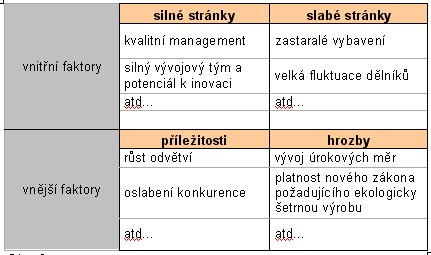 silné stránky
slabé stránky
vnitřní faktory
kvalitní management
zastaralé vybavení
silný vývojový tým a
potenciál k inovaci
velká fluktuace dělníků
atd...
atd...
příležitosti
hrozby
vnější faktory
růst odvětví
vývoj úrokových měr
oslabení konkurence
platnost nového zákona
požadujícího ekologicky
šetrnou výrobu
atd...
atd...